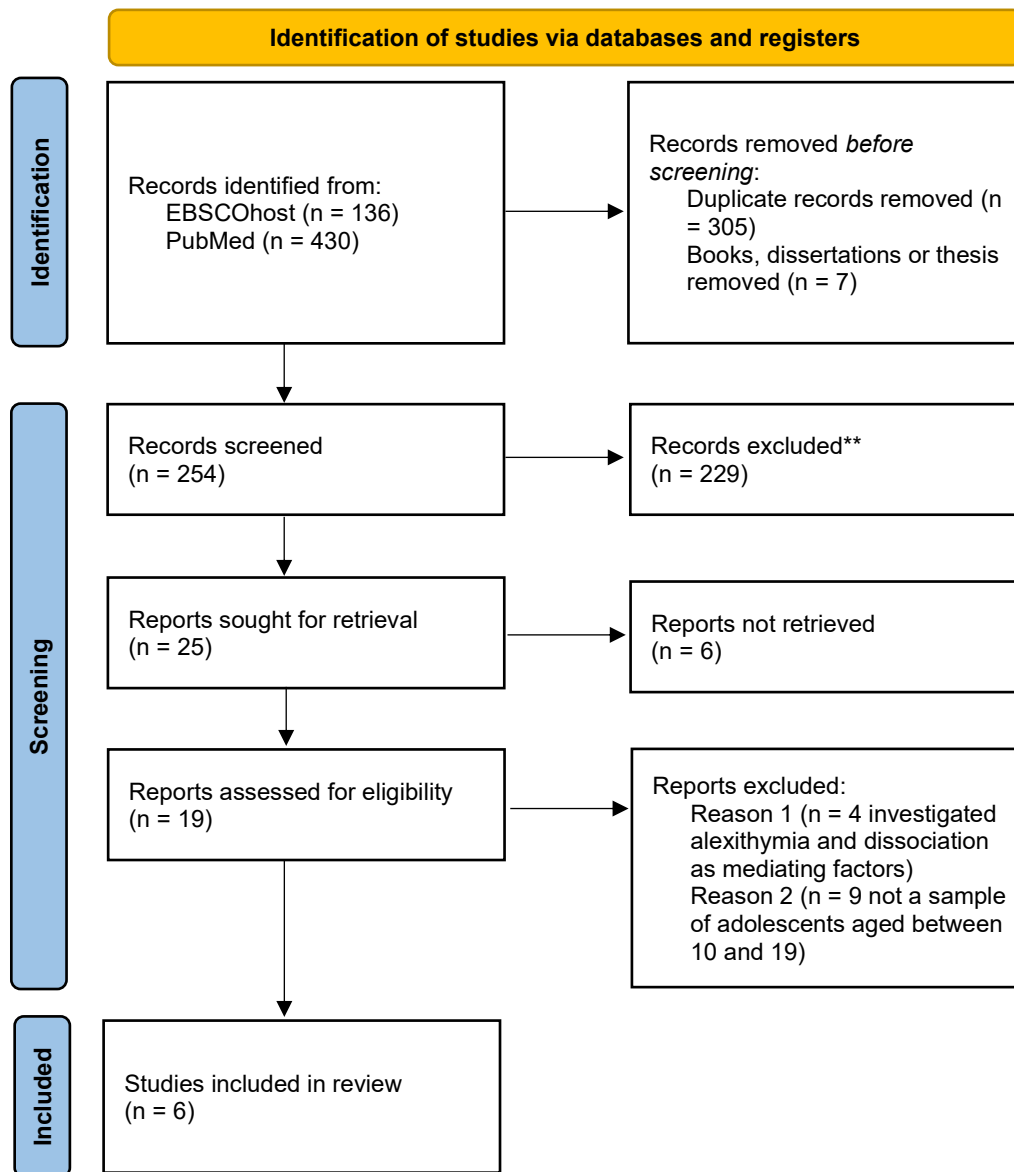 Identification of studies via databases and registers
Identification
Records identified from:
EBSCOhost (n = 136)
PubMed (n = 430)
Records removed before
screening:
Duplicate records removed (n
= 305)
Books, dissertations or thesis
removed (n = 7)
Screening
Records screened
(n = 254)
Records excluded**
(n = 229)
Reports sought for retrieval
(n = 25)
Reports not retrieved
(n = 6)
Reports assessed for eligibility
(n = 19)
Reports excluded:
Reason 1 (n = 4 investigated
alexithymia and dissociation
as mediating factors)
Reason 2 (n = 9 not a sample
of adolescents aged between
10 and 19)
Included
Studies included in review
(n = 6)